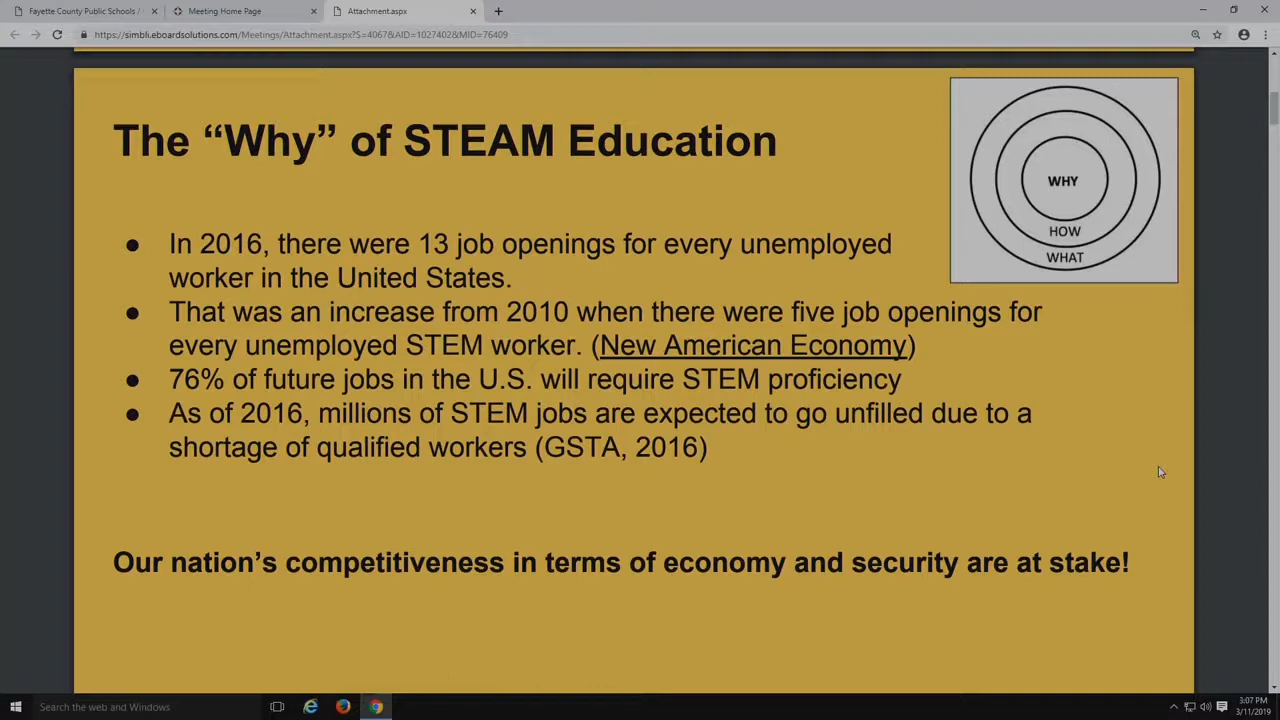 Fayette County Public Schools /
Meeting Home Page
Attachment.aspx
https://simbli.eboardsolutions.com/Meetings/Attachment.aspx?S=4067&AID=1027402&MID=76409
The “Why” of STEAM Education
WHY
HOW
WHAT
● In 2016, there were 13 job openings for every unemployed
worker in the United States.
● That was an increase from 2010 when there were five job openings for
every unemployed STEM worker. (New American Economy)
● 76% of future jobs in the U.S. will require STEM proficiency
● As of 2016, millions of STEM jobs are expected to go unfilled due to a
shortage of qualified workers (GSTA, 2016)
Our nation’s competitiveness in terms of economy and security are at stake!
Search the web and Windows
3:07 PM
3/11/2019